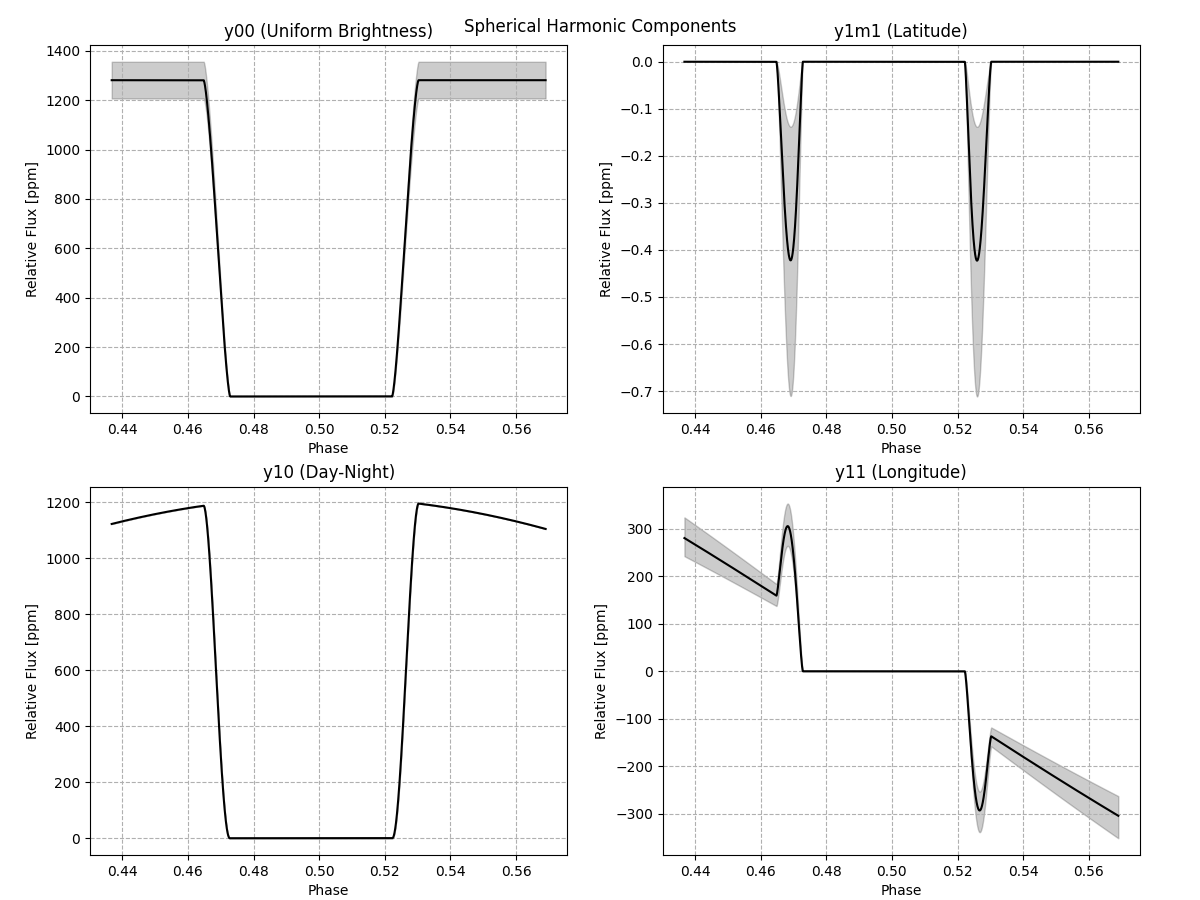 Spherical Harmonic Components
y00 (Uniform Brightness)
1400
1200
1000
800
600
400
200
0
Relative Flux [ppm]
0.44 0.46 0.48 0.50 0.52 0.54 0.56
Phase
y1m1 (Latitude)
0.0
−0.1
−0.2
−0.3
−0.4
−0.5
−0.6
−0.7
Relative Flux [ppm]
0.44 0.46 0.48 0.50 0.52 0.54 0.56
Phase
y10 (Day-Night)
1200
1000
800
600
400
200
0
Relative Flux [ppm]
0.44 0.46 0.48 0.50 0.52 0.54 0.56
Phase
y11 (Longitude)
300
200
100
0
−100
−200
−300
Relative Flux [ppm]
0.44 0.46 0.48 0.50 0.52 0.54 0.56
Phase